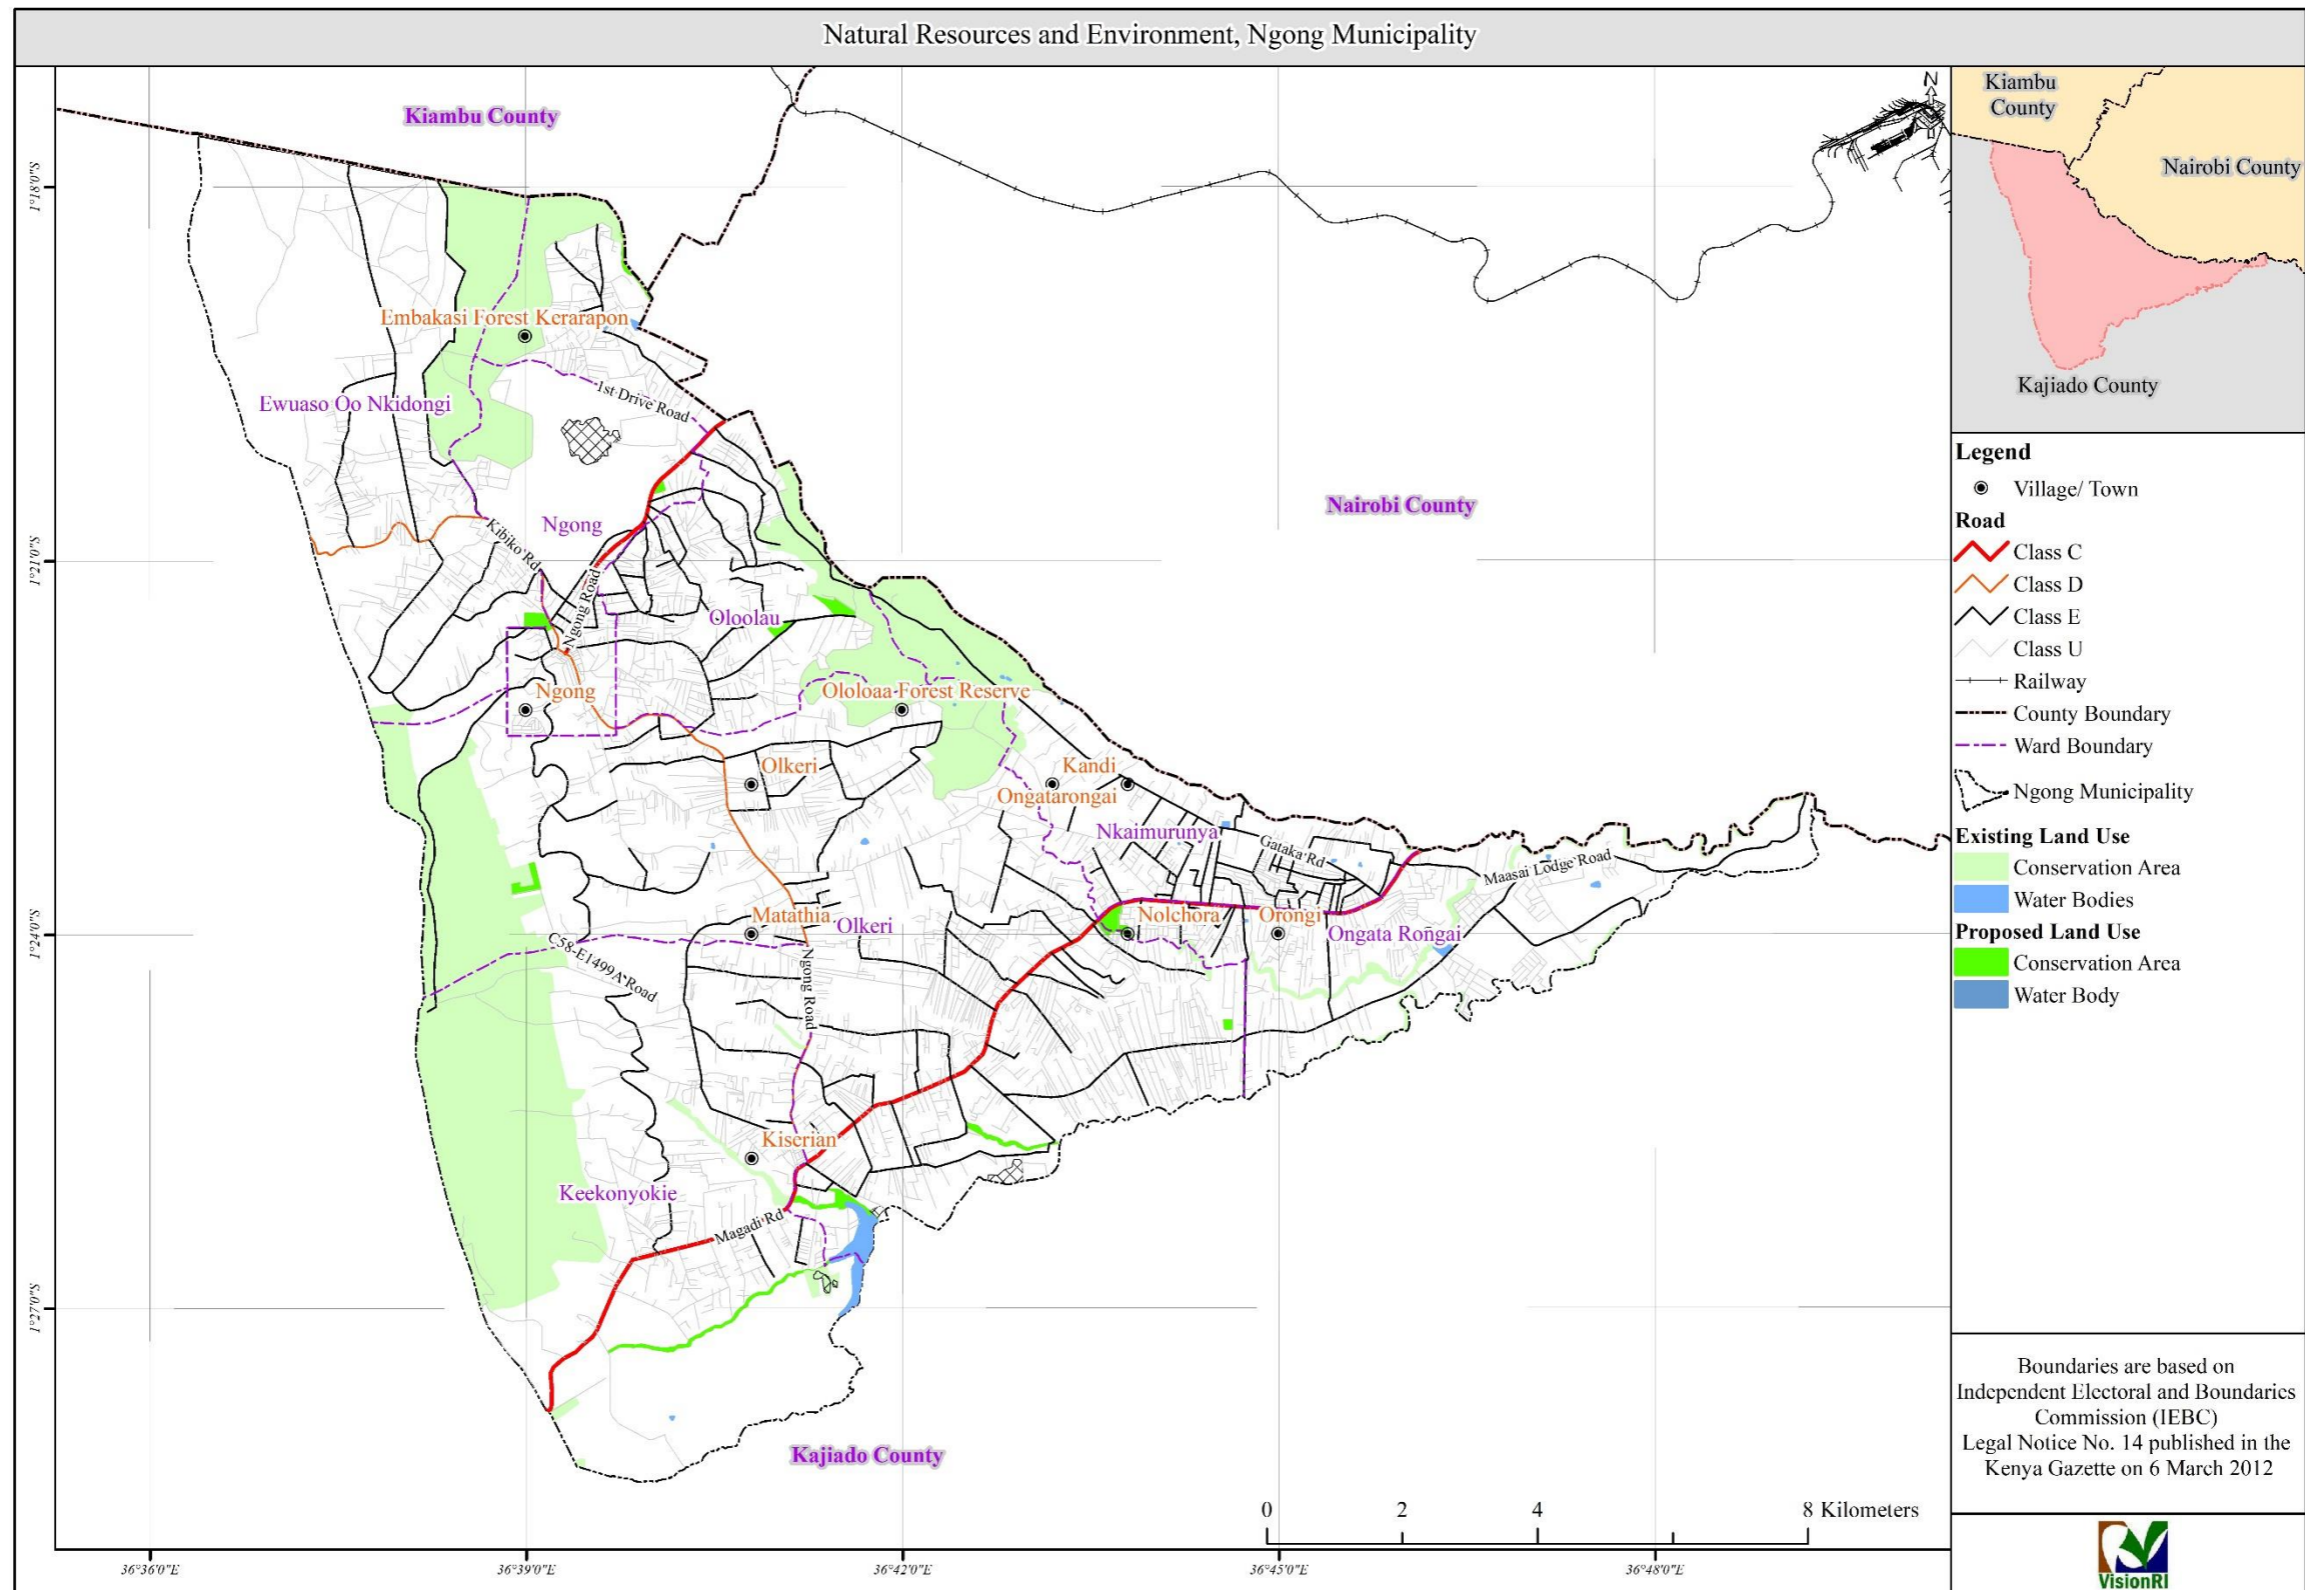 Natural Resources and Environment, Ngong Municipality
Kiambu County
Embakasi Forest Kerarapon
Ewuaso Oo Nkidongi
1st Drive Road
Nairobi County
Ngong
Kibiko Rd
Ngong Road
Oloolau
Ngong
Ololoaa Forest Reserve
Olkeri
Kandi
Ongatarongai
Nkaimurunya
Gataka Rd
Maasai Lodge Road
Matathia
Olkeri
Nolchora
Orongi
Ongata Rongai
C58-E1499A Road
Ngong Road
Kiserian
Keekonyokie
Magadi Rd
Kajiado County
1°18'0"S
1°21'0"S
1°24'0"S
1°27'0"S
36°36'0"E
36°39'0"E
36°42'0"E
36°45'0"E
36°48'0"E
0 2 4 8 Kilometers
N
Kiambu
County
Nairobi County
Kajiado County
Legend
Village/ Town
Road
Class C
Class D
Class E
Class U
Railway
County Boundary
Ward Boundary
Ngong Municipality
Existing Land Use
Conservation Area
Water Bodies
Proposed Land Use
Conservation Area
Water Body
Boundaries are based on
Independent Electoral and Boundaries
Commission (IEBC)
Legal Notice No. 14 published in the
Kenya Gazette on 6 March 2012
VisionRI